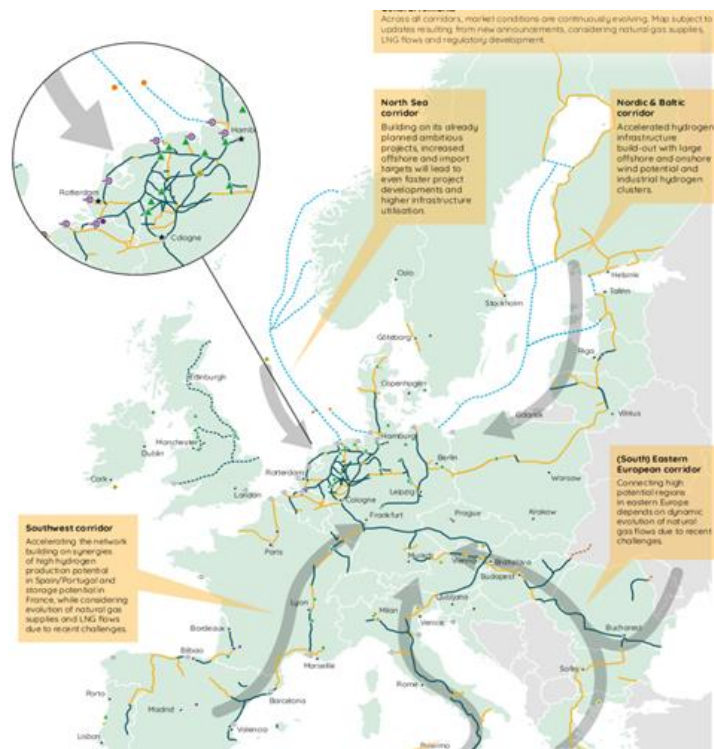 Across all corridors, market conditions are continuously evolving. Map subject to
updates resulting from new announcements, considering natural gas supplies,
LNG flows and regulatory development.
North Sea
corridor
Building on its already
planned ambitious
projects, increased
offshore and import
targets will lead to
even faster project
developments and
higher infrastructure
utilisation.
Nordic & Baltic
corridor
Accelerated hydrogen
infrastructure
build-out with large
offshore and onshore
wind potential and
industrial hydrogen
clusters.
Hamb
Rotterdam
Cologne
Oslo
Helsinki
Tallinn
Stockholm
Göteborg
Riga
Edinburgh
Copenhagen
Gdańsk
Vilnius
Manchester
Dublin
Hamburg
Berlin
Cork
London
Rotterdam
Leipzig
Warsaw
Cologne
Frankfurt
Prague
Krakow
(South) Eastern
European corridor
Connecting high
potential regions
in eastern Europe
depends on dynamic
evolution of natural
gas flows due to recent
challenges.
Southwest corridor
Accelerating the network
building on synergies
of high hydrogen
production potential
in Spain/Portugal and
storage potential in
France, while considering
evolution of natural gas
supplies and LNG flows
due to recent challenges.
Paris
Munich
Vienna
Bratislava
Budapest
Lyon
Milan
Ljubljana
Venice
Bordeaux
Bucharest
Bilbao
Marseille
Sofia
Porto
Madrid
Barcelona
Rome
Lisbon
Valencia
Palermo